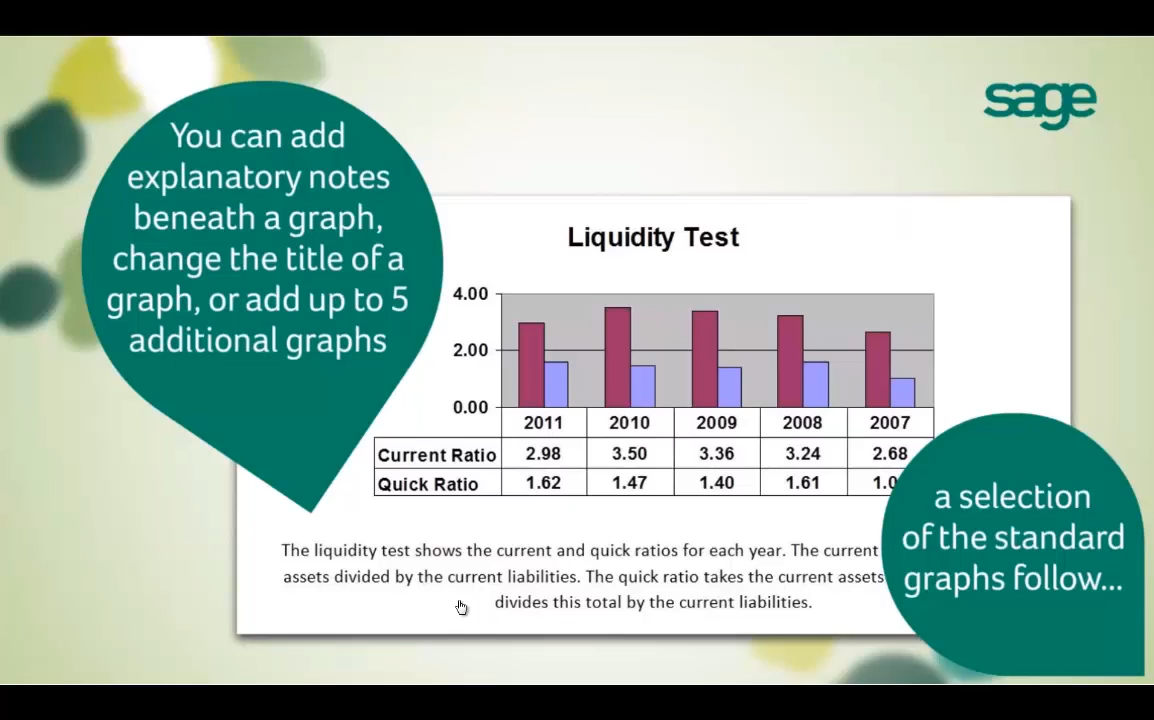 sage
You can add
explanatory notes
beneath a graph,
change the title of a
graph, or add up to 5
additional graphs
Liquidity Test
4.00
2.00
0.00
2011 2010 2009 2008 2007
Current Ratio 2.98 3.50 3.36 3.24 2.68
Quick Ratio 1.62 1.47 1.40 1.61
The liquidity test shows the current and quick ratios for each year. The current
assets divided by the current liabilities. The quick ratio takes the current assets
divides this total by the current liabilities.
a selection
of the standard
graphs follow...